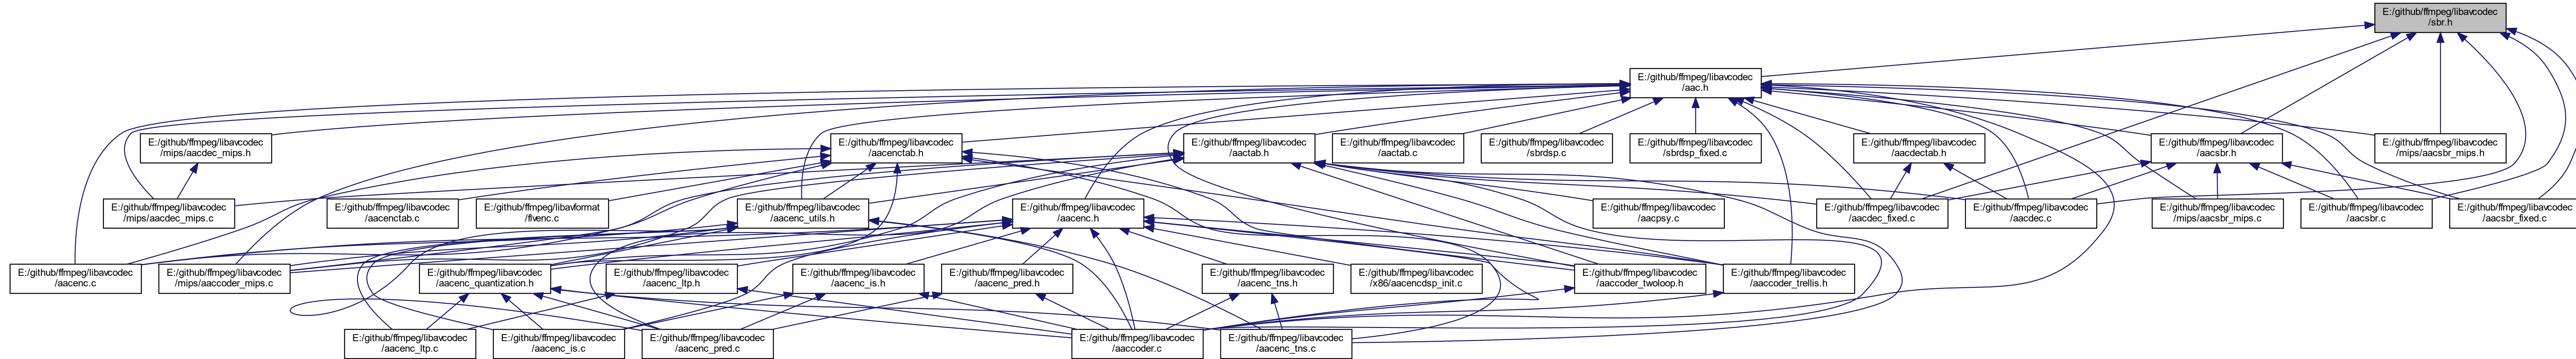 E:/github/ffmpeg/libavcodec
/sbr.h
E:/github/ffmpeg/libavcodec
/aac.h
E:/github/ffmpeg/libavcodec
/mips/aacdec_mips.h
E:/github/ffmpeg/libavcodec
/aacenctab.h
E:/github/ffmpeg/libavcodec
/aactab.h
E:/github/ffmpeg/libavcodec
/aactab.c
E:/github/ffmpeg/libavcodec
/sbrdsp.c
E:/github/ffmpeg/libavcodec
/sbrdsp_fixed.c
E:/github/ffmpeg/libavcodec
/aacdectab.h
E:/github/ffmpeg/libavcodec
/aacsbr.h
E:/github/ffmpeg/libavcodec
/mips/aacsbr_mips.h
E:/github/ffmpeg/libavcodec
/mips/aacdec_mips.c
E:/github/ffmpeg/libavcodec
/aacenctab.c
E:/github/ffmpeg/libavformat
/flvenc.c
E:/github/ffmpeg/libavcodec
/aacenc_utils.h
E:/github/ffmpeg/libavcodec
/aacenc.h
E:/github/ffmpeg/libavcodec
/aacpsy.c
E:/github/ffmpeg/libavcodec
/aacdec_fixed.c
E:/github/ffmpeg/libavcodec
/aacdec.c
E:/github/ffmpeg/libavcodec
/mips/aacsbr_mips.c
E:/github/ffmpeg/libavcodec
/aacsbr.c
E:/github/ffmpeg/libavcodec
/aacsbr_fixed.c
E:/github/ffmpeg/libavcodec
/aacenc.c
E:/github/ffmpeg/libavcodec
/mips/aaccoder_mips.c
E:/github/ffmpeg/libavcodec
/aacenc_quantization.h
E:/github/ffmpeg/libavcodec
/aacenc_ltp.h
E:/github/ffmpeg/libavcodec
/aacenc_is.h
E:/github/ffmpeg/libavcodec
/aacenc_pred.h
E:/github/ffmpeg/libavcodec
/aacenc_tns.h
E:/github/ffmpeg/libavcodec
/x86/aacencdsp_init.c
E:/github/ffmpeg/libavcodec
/aaccoder_twoloop.h
E:/github/ffmpeg/libavcodec
/aaccoder_trellis.h
E:/github/ffmpeg/libavcodec
/aacenc_ltp.c
E:/github/ffmpeg/libavcodec
/aacenc_is.c
E:/github/ffmpeg/libavcodec
/aacenc_pred.c
E:/github/ffmpeg/libavcodec
/aaccoder.c
E:/github/ffmpeg/libavcodec
/aacenc_tns.c